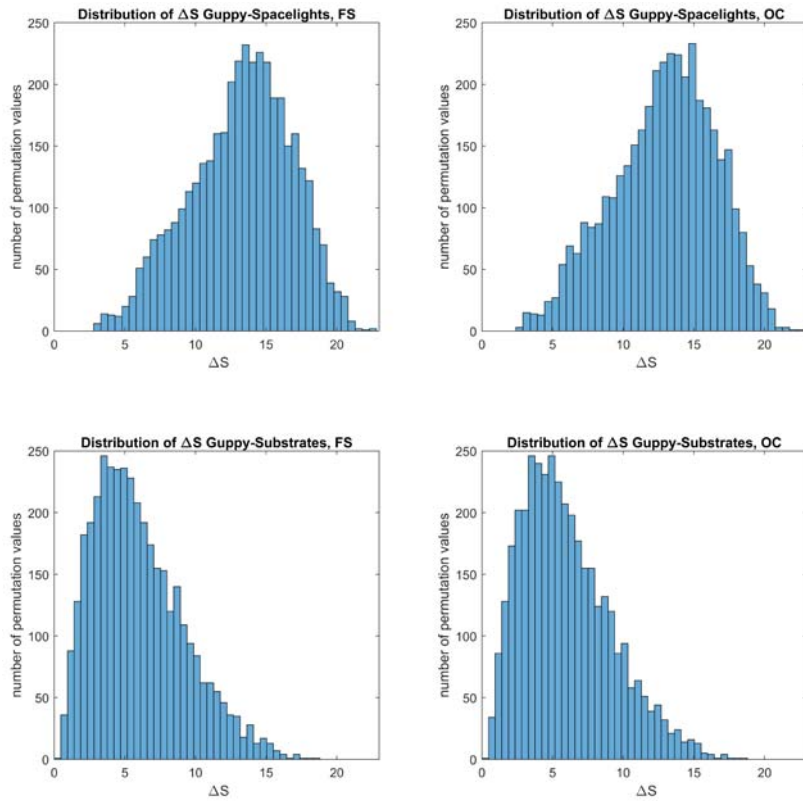 Distribution of ΔS Guppy-Spacelights, FS
250
200
150
100
50
0
number of permutation values
0 5 10 15 20
ΔS
Distribution of ΔS Guppy-Spacelights, OC
250
200
150
100
50
0
number of permutation values
0 5 10 15 20
ΔS
Distribution of ΔS Guppy-Substrates, FS
250
200
150
100
50
0
number of permutation values
0 5 10 15 20
ΔS
Distribution of ΔS Guppy-Substrates, OC
250
200
150
100
50
0
number of permutation values
0 5 10 15 20
ΔS